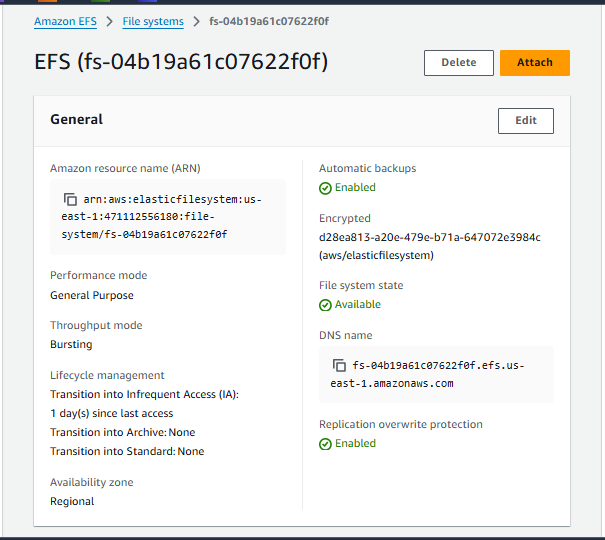 Amazon EFS > File systems > fs-04b19a61c07622f0f
EFS (fs-04b19a61c07622f0f)
Delete
Attach
General
Edit
Amazon resource name (ARN)
arn:aws:elasticfilesystem:us-
east-1:471112556180:file-
system/fs-04b19a61c07622f0f
Performance mode
General Purpose
Throughput mode
Bursting
Lifecycle management
Transition into Infrequent Access (IA):
1 day(s) since last access
Transition into Archive: None
Transition into Standard: None
Availability zone
Regional
Automatic backups
Enabled
Encrypted
d28ea813-a20e-479e-b71a-647072e3984c
(aws/elasticfilesystem)
File system state
Available
DNS name
fs-04b19a61c07622f0f.efs.us-
east-1.amazonaws.com
Replication overwrite protection
Enabled